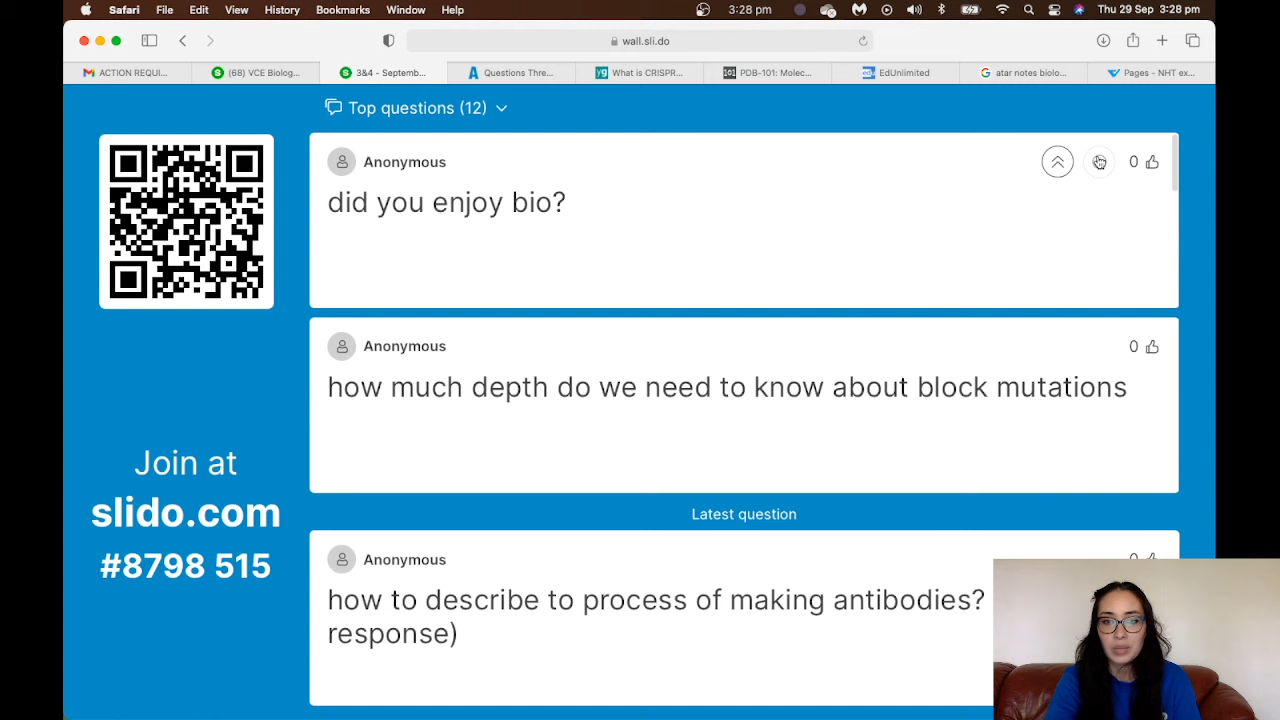 Safari File Edit View History Bookmarks Window Help 3:28 pm Thu 29 Sep 3:28 pm
wall.sli.do
ACTION REQUI... (68) VCE Biolog... 3&4 - Septemb... Questions Thre... What is CRISPR... PDB-101: Molec... EdUnlimited atar notes biolo... Pages - NHT ex...
Top questions (12)
Anonymous 0
did you enjoy bio?
Anonymous 0
how much depth do we need to know about block mutations
Latest question
Anonymous
how to describe to process of making antibodies?
response)
Join at
slido.com
#8798 515